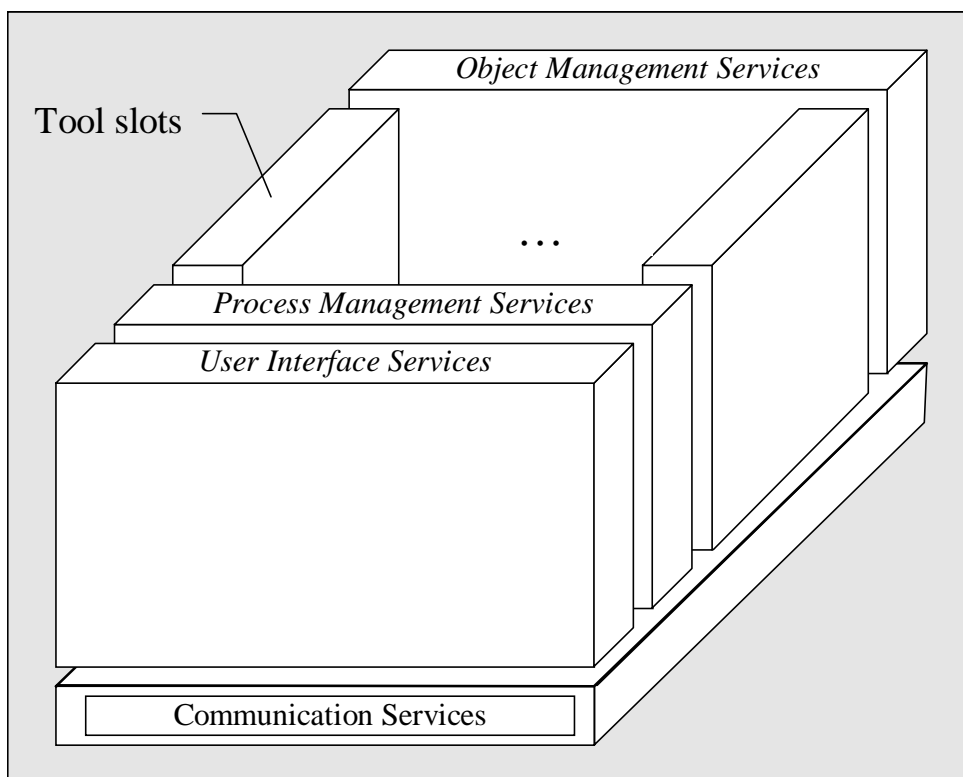 Object Management Services
Tool slots
...
Process Management Services
User Interface Services
Communication Services